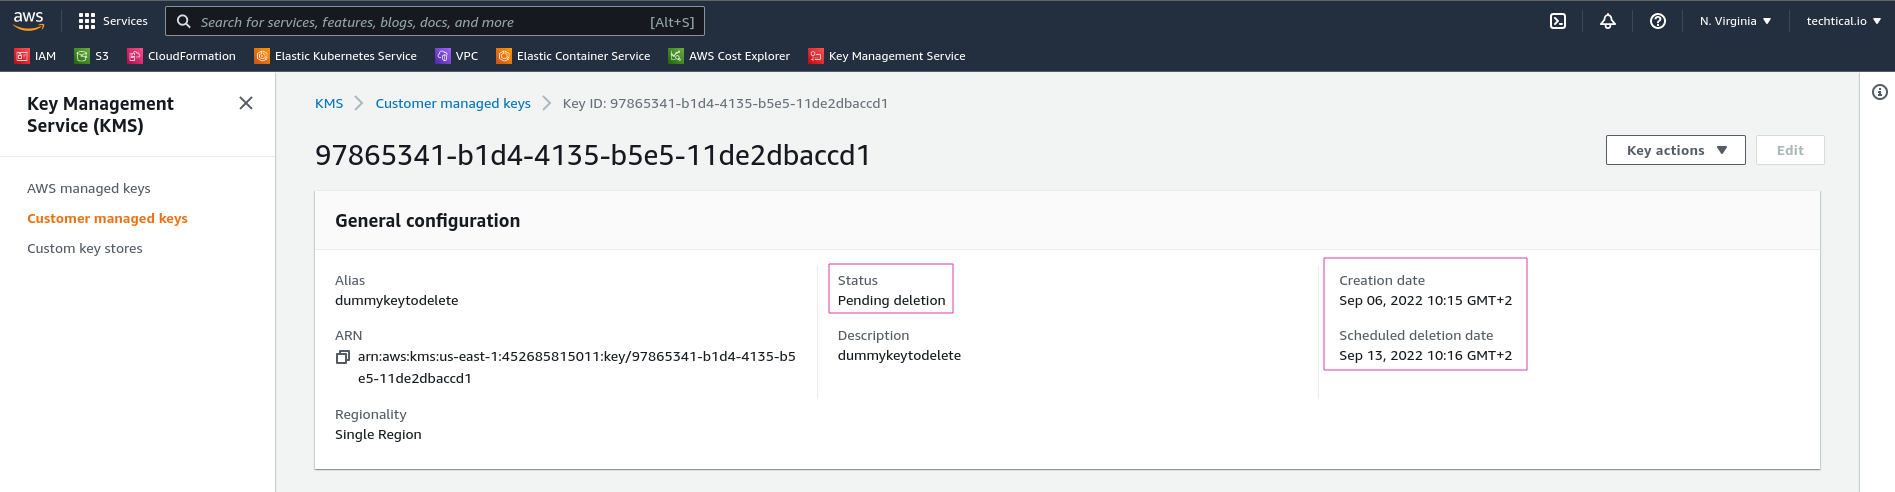 aws Services Search for services, features, blogs, docs, and more [Alt+S] N. Virginia techtical.io
IAM S3 CloudFormation Elastic Kubernetes Service VPC Elastic Container Service AWS Cost Explorer Key Management Service
Key Management
Service (KMS)
AWS managed keys
Customer managed keys
Custom key stores
KMS Customer managed keys Key ID: 97865341-b1d4-4135-b5e5-11de2dbaccd1
97865341-b1d4-4135-b5e5-11de2dbaccd1
Key actions Edit
General configuration
Alias
dummykeytodelete
ARN
arn:aws:kms:us-east-1:452685815011:key/97865341-b1d4-4135-b5
e5-11de2dbaccd1
Regionality
Single Region
Status
Pending deletion
Description
dummykeytodelete
Creation date
Sep 06, 2022 10:15 GMT+2
Scheduled deletion date
Sep 13, 2022 10:16 GMT+2